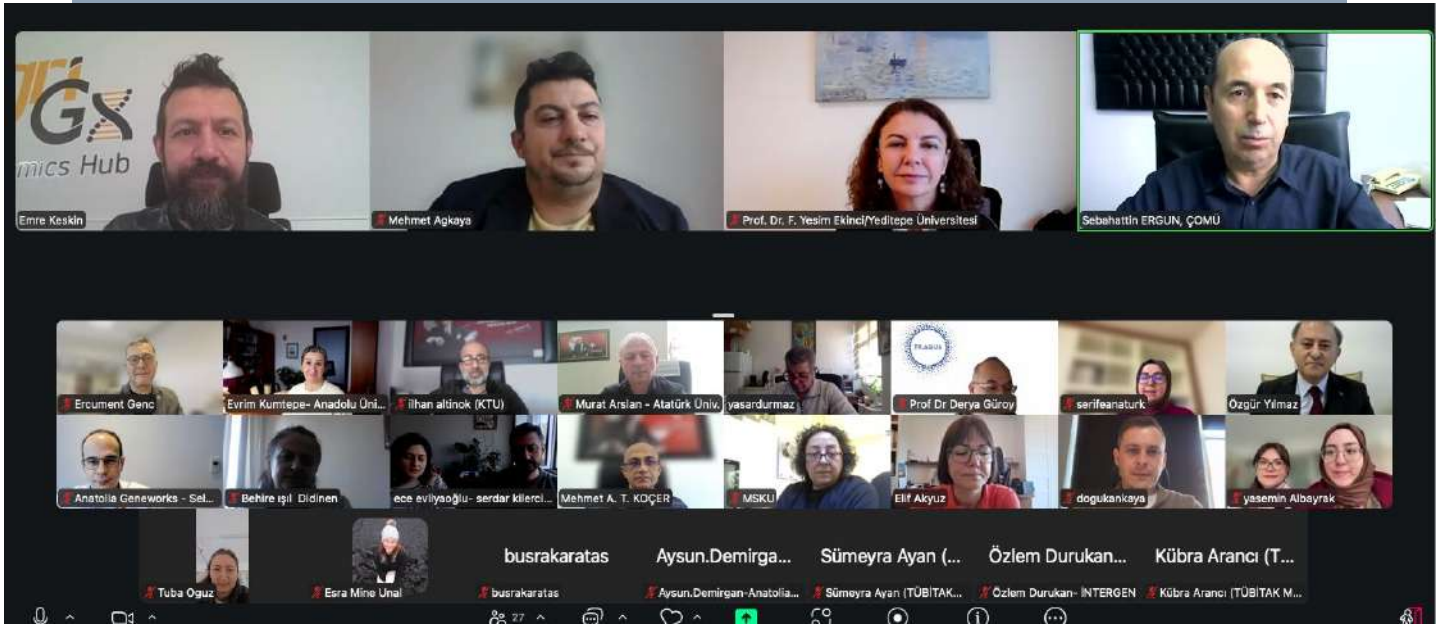 Gx
mics Hub
Emre Keskin
Mehmet Agkaya
Prof. Dr. F. Yesim Ekinci/Yeditepe Üniversitesi
Sebahattin ERGUN, ÇOMÜ
Ercument Genc
Evrim Kumtepe- Anadolu Üni...
ilhan altinok (KTU)
Murat Arslan - Atatürk Üniv.
yasardurmaz
Prof Dr Derya Güroy
serifeanaturk
Özgür Yılmaz
Anatolia Geneworks - Sel...
Behire ışıl Didinen
ece evliyaoğlu- serdar kilerci...
Mehmet A. T. KOÇER
MSKU
Elif Akyuz
dogukankaya
yasemin Albayrak
busrakaratas
Aysun.Demirga...
Sümeyra Ayan (...
Özlem Durukan...
Kübra Arancı (T...
Tuba Oguz
Esra Mine Unal
busrakaratas
Aysun.Demirgan-Anatolia...
Sümeyra Ayan (TÜBİTAK...
Özlem Durukan- İNTERGEN
Kübra Arancı (TÜBİTAK M...
27